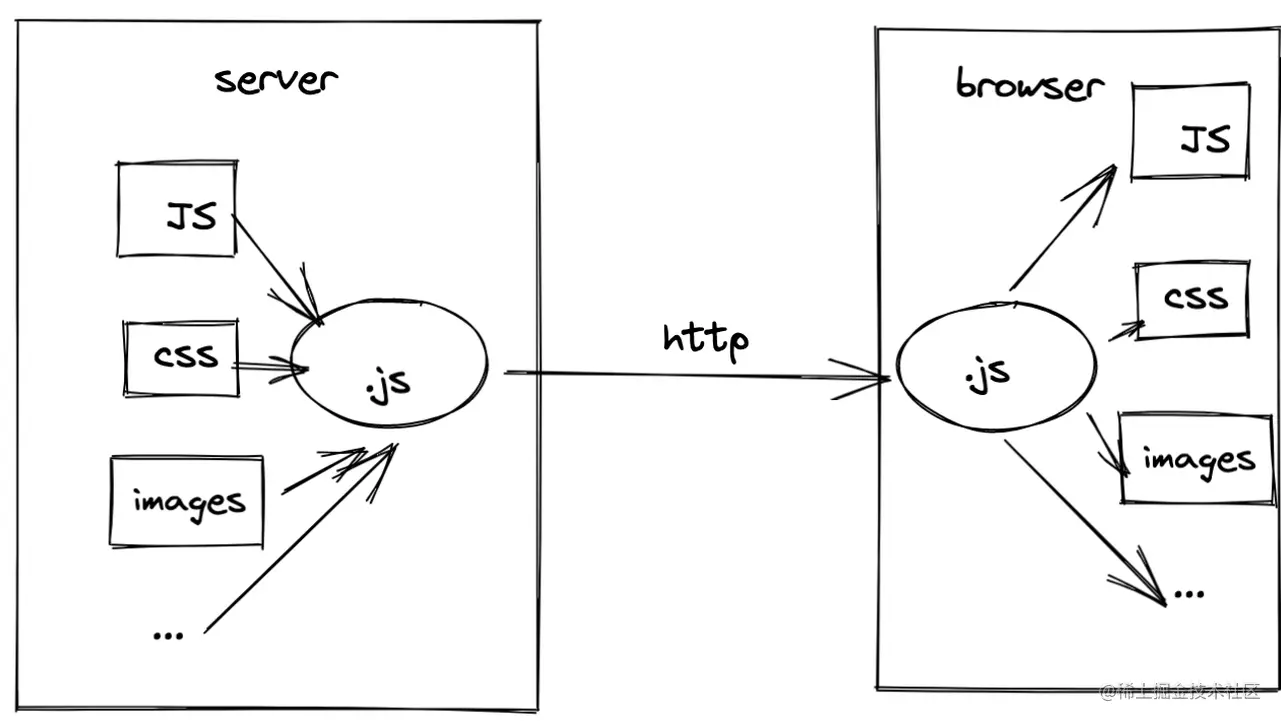 server
JS
css
images
...
.js
http
browser
.js
JS
css
images
...
@稀土掘金技术社区